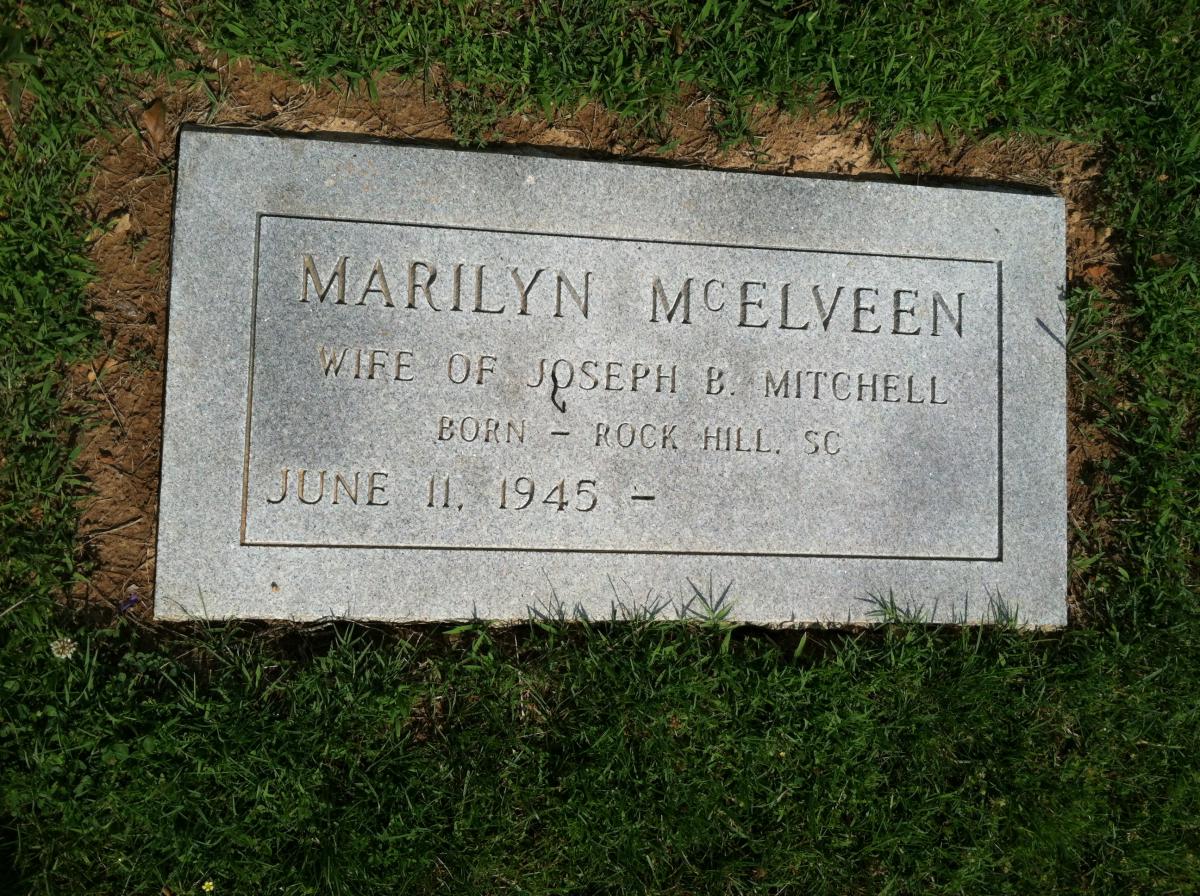 MARILYN McELVEEN
WIFE OF JOSEPH B. MITCHELL
BORN – ROCK HILL, SC
JUNE 11, 1945 –